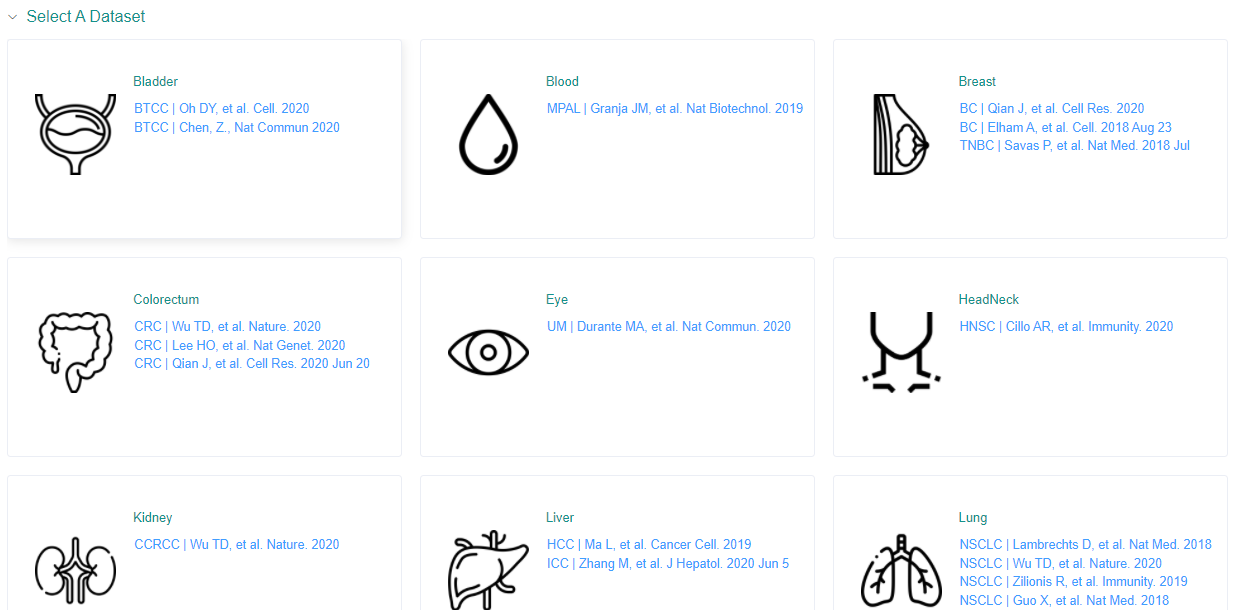 Select A Dataset
Bladder
BTCC | Oh DY, et al. Cell. 2020
BTCC | Chen, Z., Nat Commun 2020
Blood
MPAL | Granja JM, et al. Nat Biotechnol. 2019
Breast
BC | Qian J, et al. Cell Res. 2020
BC | Elham A, et al. Cell. 2018 Aug 23
TNBC | Savas P, et al. Nat Med. 2018 Jul
Colorectum
CRC | Wu TD, et al. Nature. 2020
CRC | Lee HO, et al. Nat Genet. 2020
CRC | Qian J, et al. Cell Res. 2020 Jun 20
Eye
UM | Durante MA, et al. Nat Commun. 2020
HeadNeck
HNSC | Cillo AR, et al. Immunity. 2020
Kidney
CCRCC | Wu TD, et al. Nature. 2020
Liver
HCC | Ma L, et al. Cancer Cell. 2019
ICC | Zhang M, et al. J Hepatol. 2020 Jun 5
Lung
NSCLC | Lambrechts D, et al. Nat Med. 2018
NSCLC | Wu TD, et al. Nature. 2020
NSCLC | Zilionis R, et al. Immunity. 2019
NSCLC | Guo X, et al. Nat Med. 2018